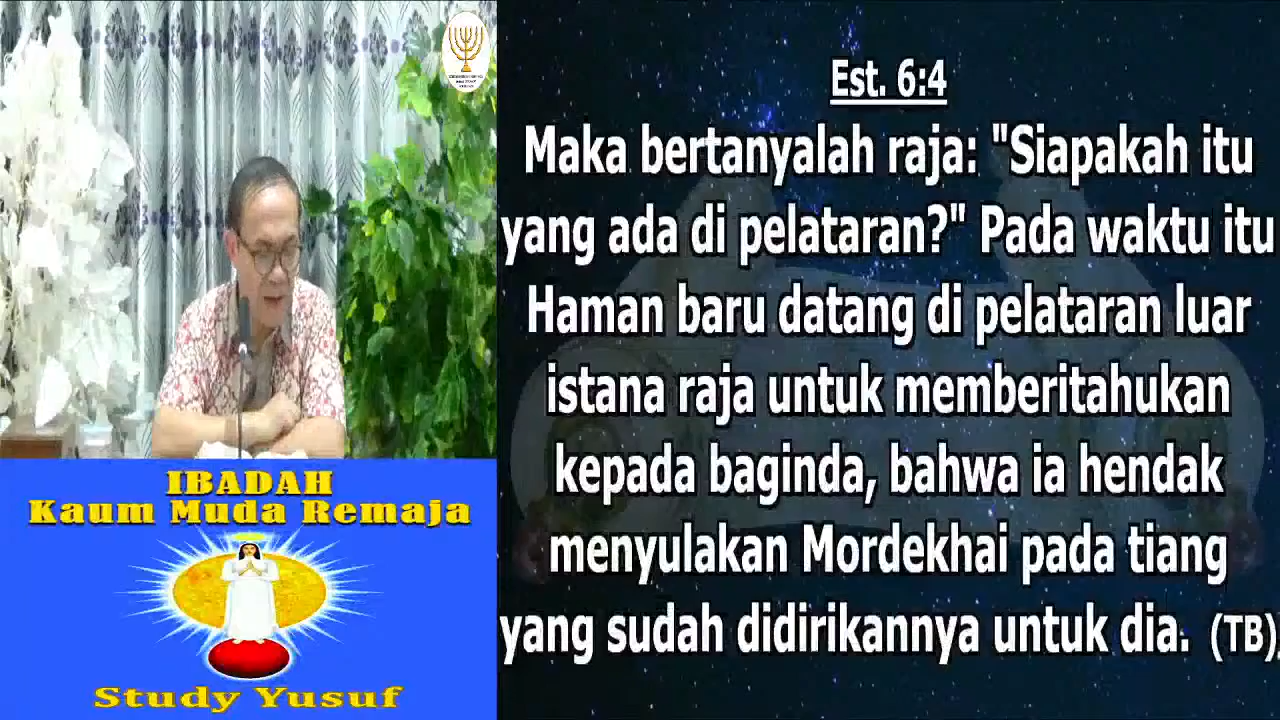 Est. 6:4
Maka bertanyalah raja: "Siapakah itu
yang ada di pelataran?" Pada waktu itu
Haman baru datang di pelataran luar
istana raja untuk memberitahukan
kepada baginda, bahwa ia hendak
menyulakan Mordekhai pada tiang
yang sudah didirikannya untuk dia. (TB)
IBADAH
Kaum Muda Remaja
Study Yusuf